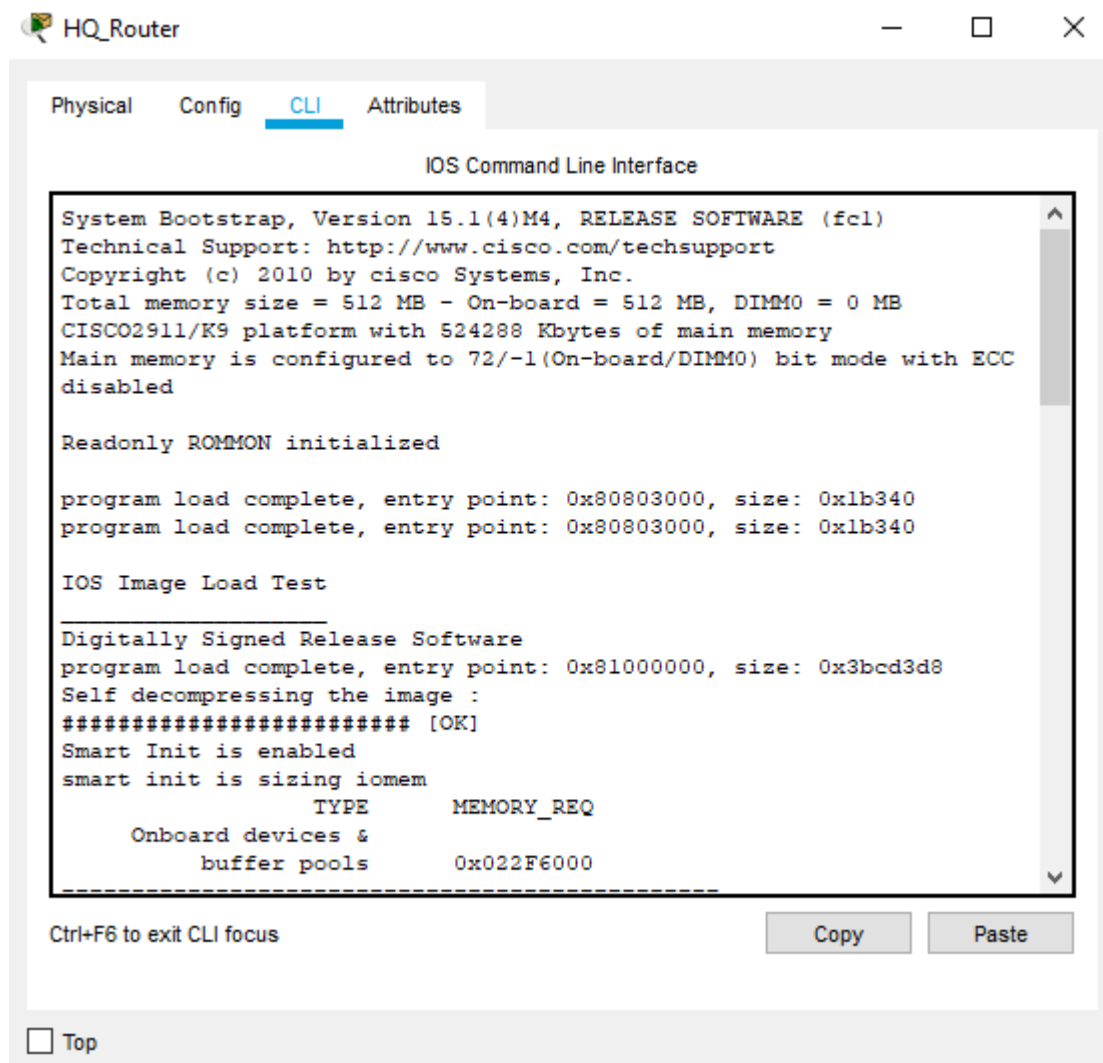 HQ_Router
Physical Config CLI Attributes
IOS Command Line Interface
System Bootstrap, Version 15.1(4)M4, RELEASE SOFTWARE (fc1)
Technical Support: http://www.cisco.com/techsupport
Copyright (c) 2010 by cisco Systems, Inc.
Total memory size = 512 MB - On-board = 512 MB, DIMM0 = 0 MB
CISCO2911/K9 platform with 524288 Kbytes of main memory
Main memory is configured to 72/-1(On-board/DIMM0) bit mode with ECC
disabled
Readonly ROMMON initialized
program load complete, entry point: 0x80803000, size: 0x1b340
program load complete, entry point: 0x80803000, size: 0x1b340
IOS Image Load Test
___________________
Digitally Signed Release Software
program load complete, entry point: 0x81000000, size: 0x3bcd3d8
Self decompressing the image :
######################### [OK]
Smart Init is enabled
smart init is sizing iomem
TYPE MEMORY_REQ
Onboard devices &
buffer pools 0x022F6000
-----------------------------------------------
Ctrl+F6 to exit CLI focus
Copy Paste
Top